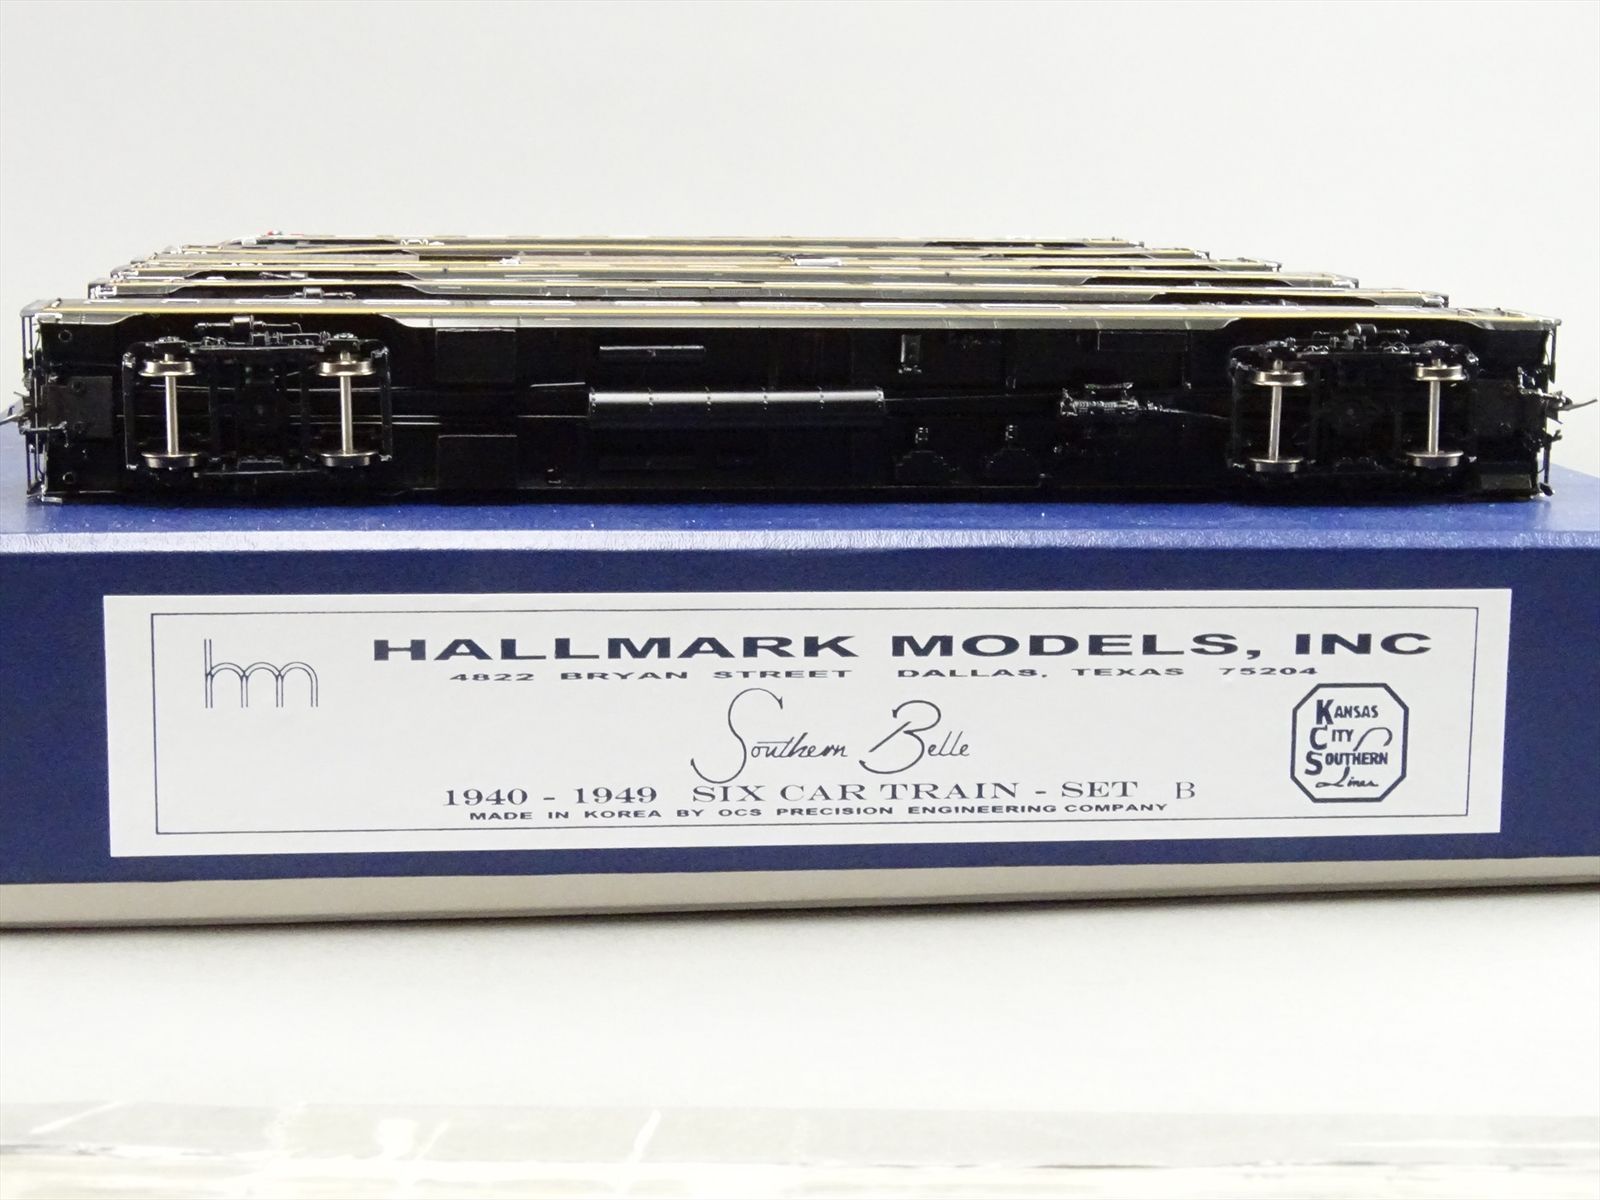 hm
HALLMARK MODELS, INC
4822 BRYAN STREET DALLAS, TEXAS 75204
Southern Belle
KANSAS
CITY
SOUTHERN
Lines
1940 - 1949 SIX CAR TRAIN - SET B
MADE IN KOREA BY OCS PRECISION ENGINEERING COMPANY